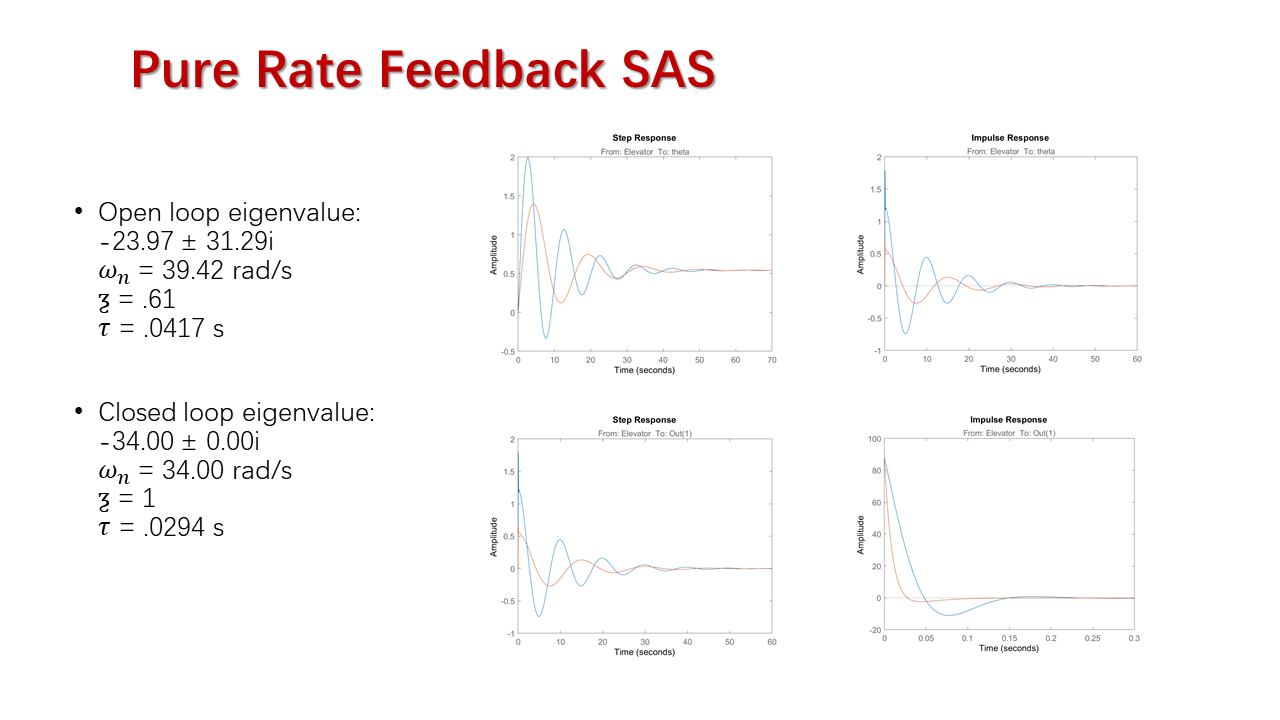 Pure Rate Feedback SAS
• Open loop eigenvalue:
-23.97 ± 31.29i
ωn = 39.42 rad/s
ƺ = .61
τ = .0417 s
• Closed loop eigenvalue:
-34.00 ± 0.00i
ωn = 34.00 rad/s
ƺ = 1
τ = .0294 s
Step Response
From: Elevator To: theta
Amplitude
2
1.5
1
0.5
0
-0.5
0 10 20 30 40 50 60 70
Time (seconds)
Impulse Response
From: Elevator To: theta
Amplitude
2
1.5
1
0.5
0
-0.5
-1
0 10 20 30 40 50 60
Time (seconds)
Step Response
From: Elevator To: Out(1)
Amplitude
2
1.5
1
0.5
0
-0.5
-1
0 10 20 30 40 50 60
Time (seconds)
Impulse Response
From: Elevator To: Out(1)
Amplitude
100
80
60
40
20
0
-20
0 0.05 0.1 0.15 0.2 0.25 0.3
Time (seconds)